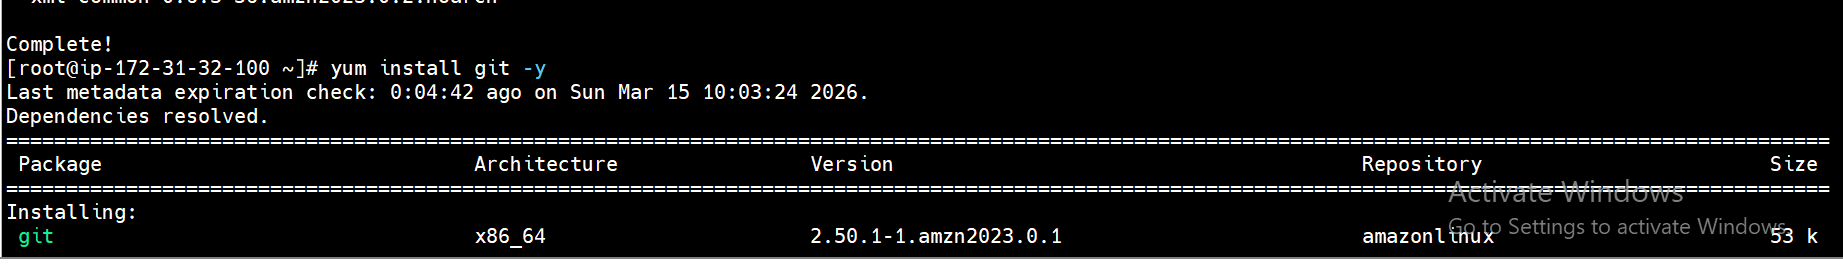 Complete!
[root@ip-172-31-32-100 ~]# yum install git -y
Last metadata expiration check: 0:04:42 ago on Sun Mar 15 10:03:24 2026.
Dependencies resolved.
Package Architecture Version Repository Size
Installing:
git x86_64 2.50.1-1.amzn2023.0.1 amazonlinux 53 k
Activate Windows
Go to Settings to activate Windows.